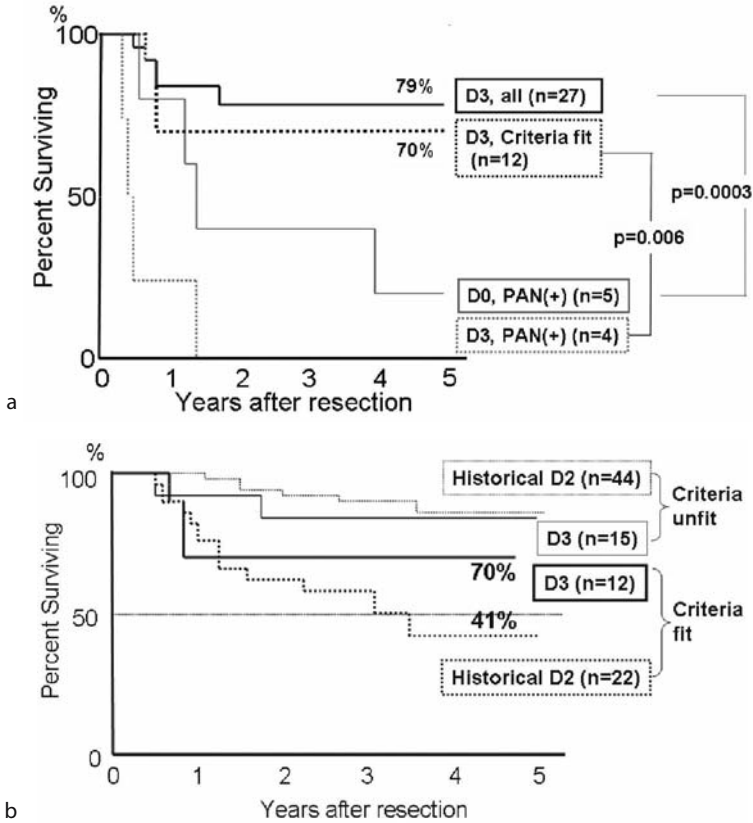 %
100
50
0
Percent Surviving
79%
70%
D3, all (n=27)
D3, Criteria fit
(n=12)
p=0.0003
p=0.006
D0, PAN(+) (n=5)
D3, PAN(+) (n=4)
0 1 2 3 4 5
Years after resection
a
%
100
50
0
Percent Surviving
Historical D2 (n=44)
Criteria
unfit
D3 (n=15)
70%
D3 (n=12)
41%
Criteria
fit
Historical D2 (n=22)
0 1 2 3 4 5
Years after resection
b